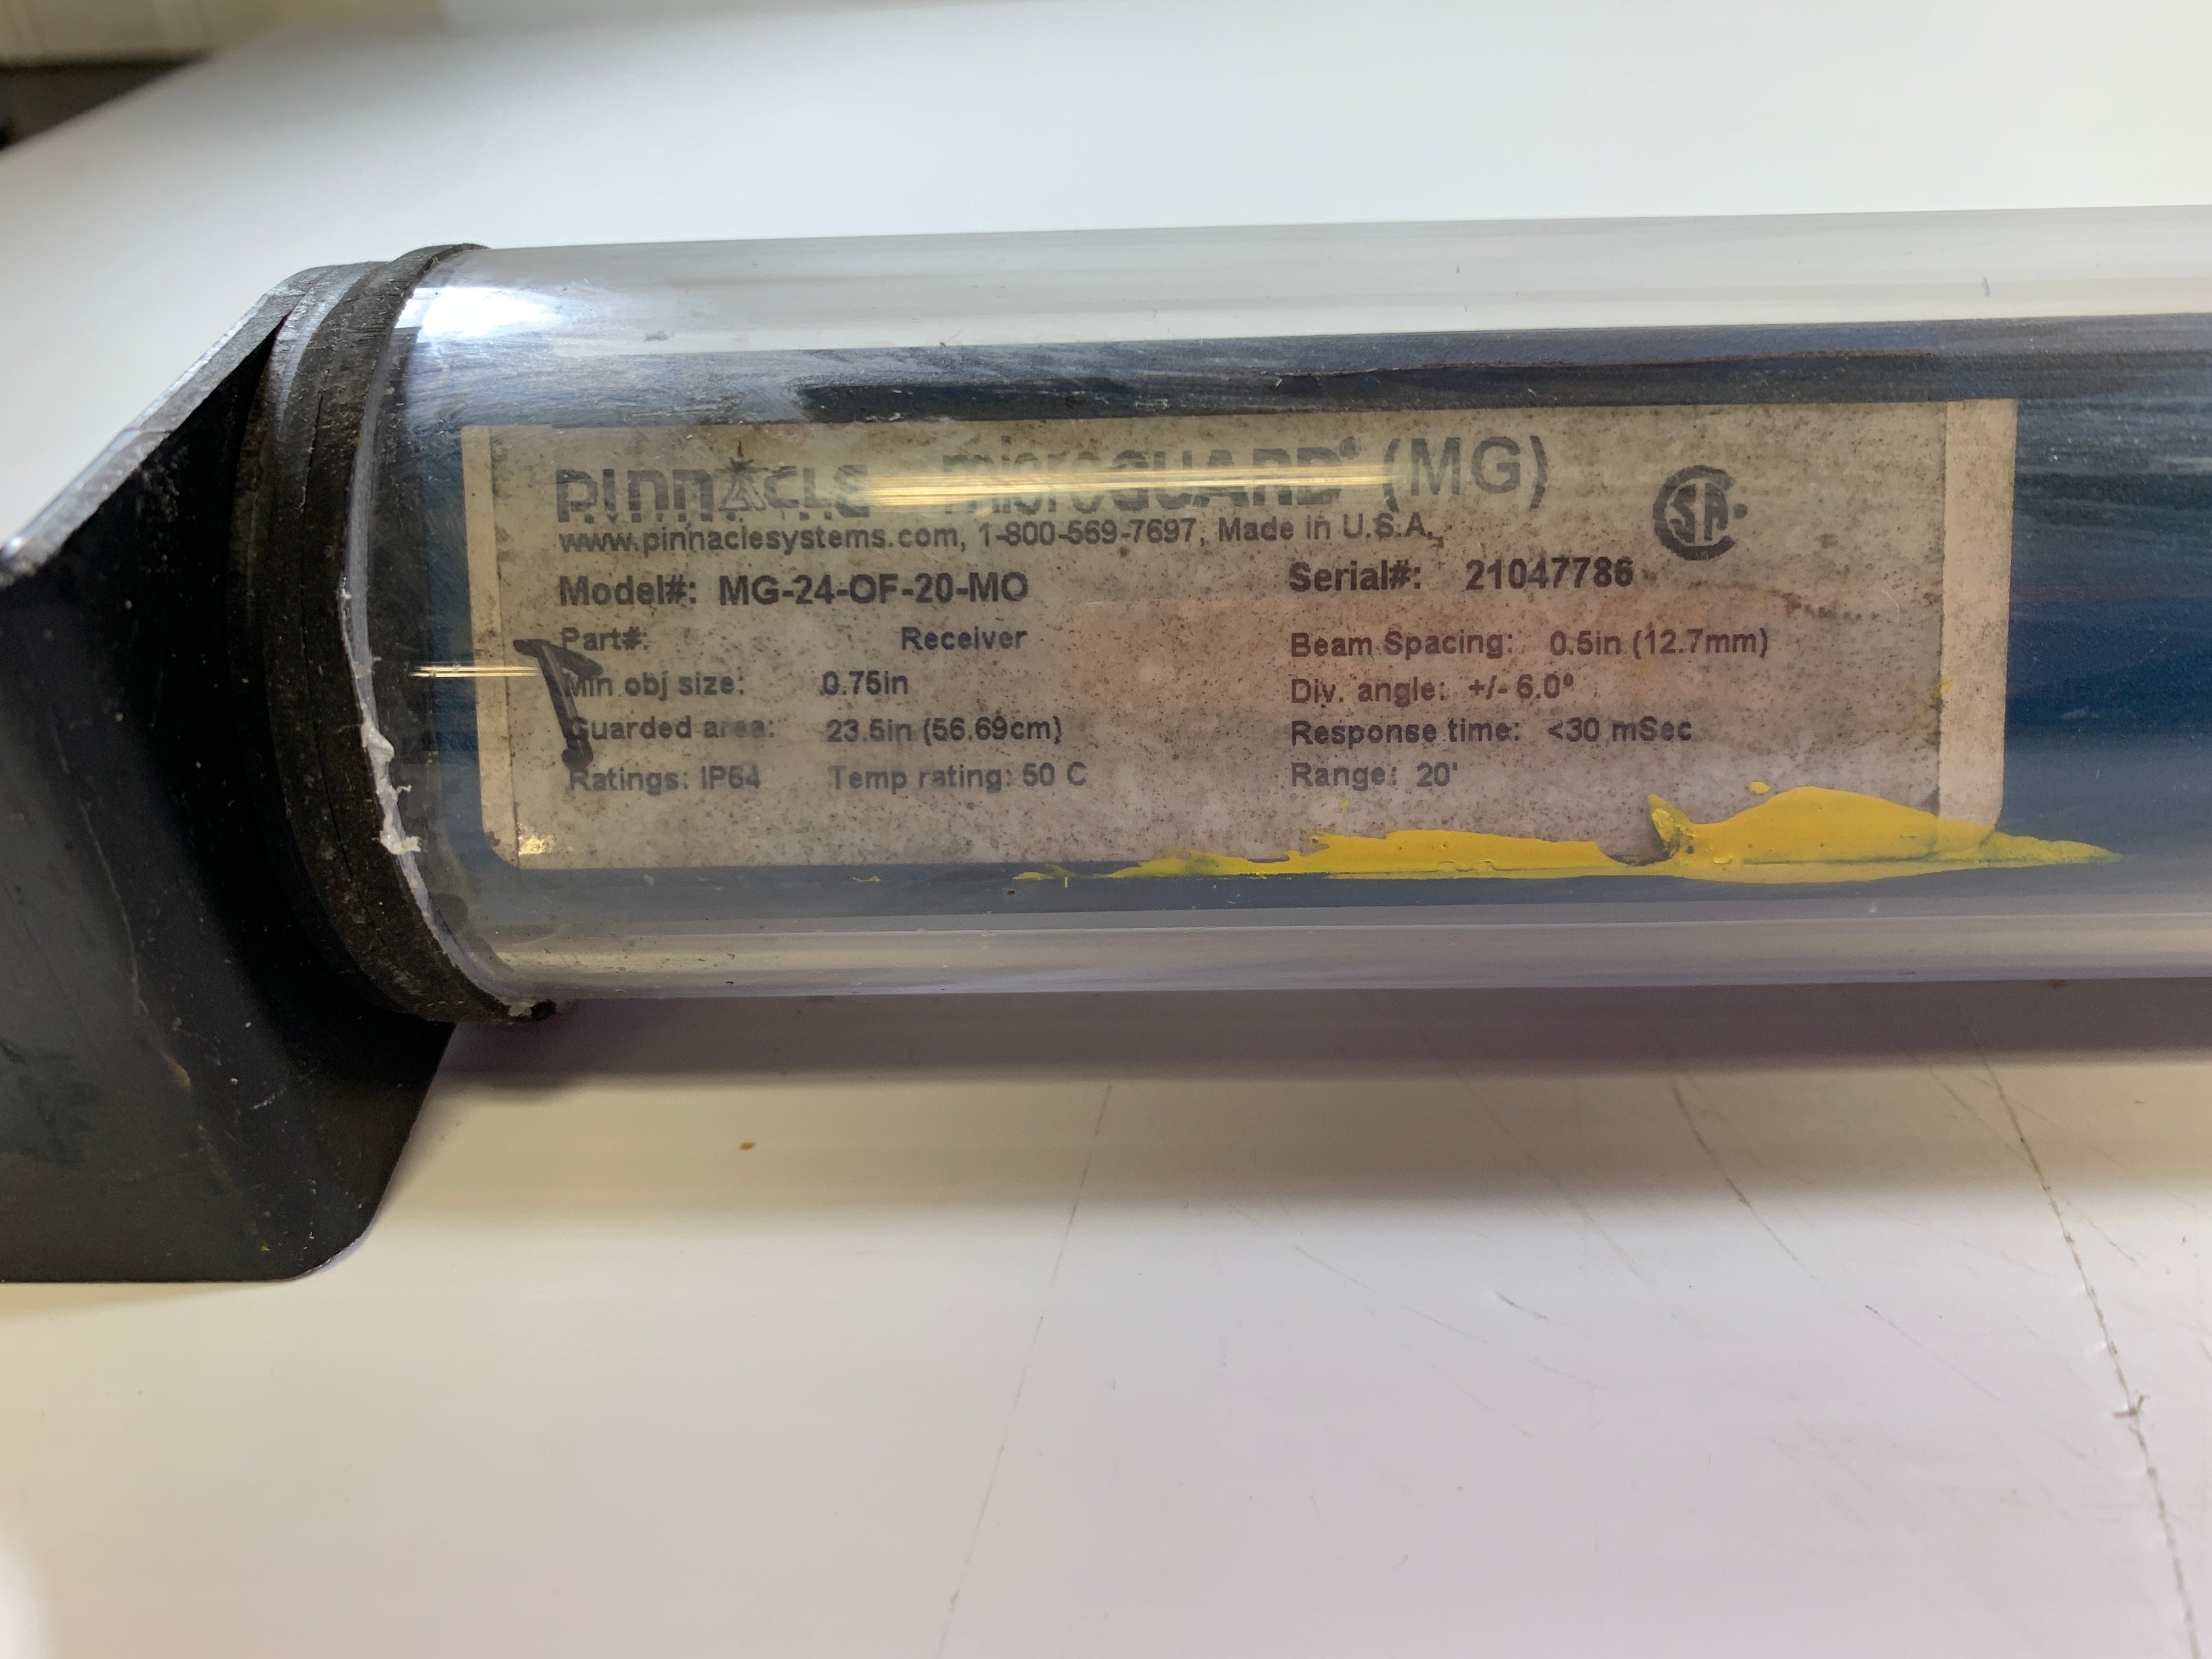 PINNACLE microGUARD® (MG)
www.pinnaclesystems.com, 1-800-569-7697, Made in U.S.A.
CSA
Model#: MG-24-OF-20-MO Serial#: 21047786
Part#: Receiver Beam Spacing: 0.5in (12.7mm)
Min obj size: 0.75in Div. angle: +/- 6.0°
Guarded area: 23.5in (56.69cm) Response time: <30 mSec
Ratings: IP64 Temp rating: 50 C Range: 20'